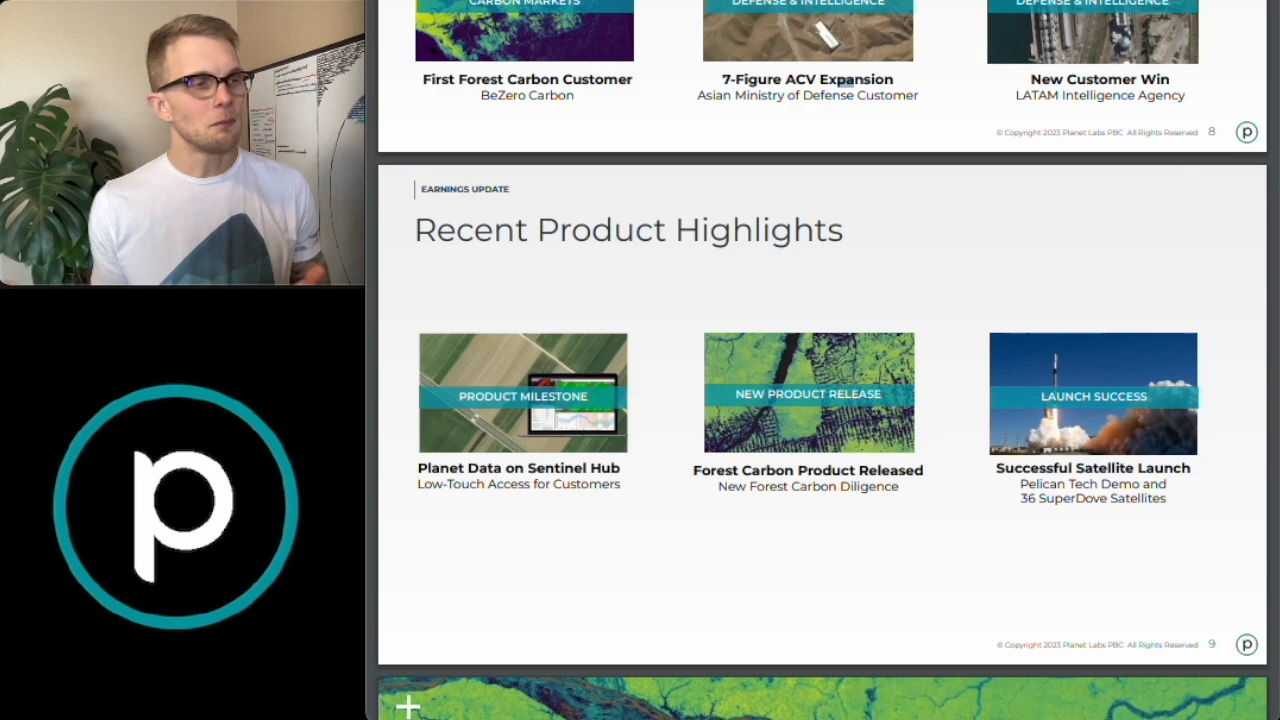 CARBON MARKETS
DEFENSE & INTELLIGENCE
DEFENSE & INTELLIGENCE
First Forest Carbon Customer
BeZero Carbon
7-Figure ACV Expansion
Asian Ministry of Defense Customer
New Customer Win
LATAM Intelligence Agency
© Copyright 2023 Planet Labs PBC All Rights Reserved 8
p
EARNINGS UPDATE
Recent Product Highlights
PRODUCT MILESTONE
Planet Data on Sentinel Hub
Low-Touch Access for Customers
NEW PRODUCT RELEASE
Forest Carbon Product Released
New Forest Carbon Diligence
LAUNCH SUCCESS
Successful Satellite Launch
Pelican Tech Demo and
36 SuperDove Satellites
© Copyright 2023 Planet Labs PBC All Rights Reserved 9
p
p